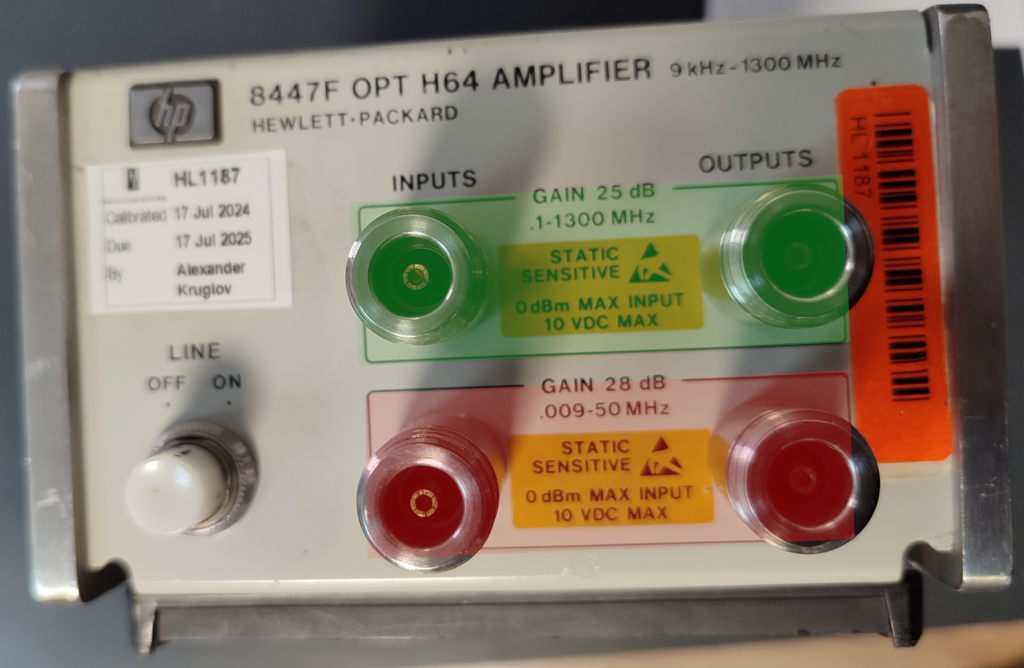 hp
8447F OPT H64 AMPLIFIER 9 kHz-1300 MHz
HEWLETT·PACKARD
HL1187
Calibrated 17 Jul 2024
Due 17 Jul 2025
By Alexander
Kruglov
INPUTS
OUTPUTS
GAIN 25 dB
.1-1300 MHz
STATIC
SENSITIVE
0 dBm MAX INPUT
10 VDC MAX
HL 1187
LINE
OFF ON
GAIN 28 dB
.009-50 MHz
STATIC
SENSITIVE
0 dBm MAX INPUT
10 VDC MAX